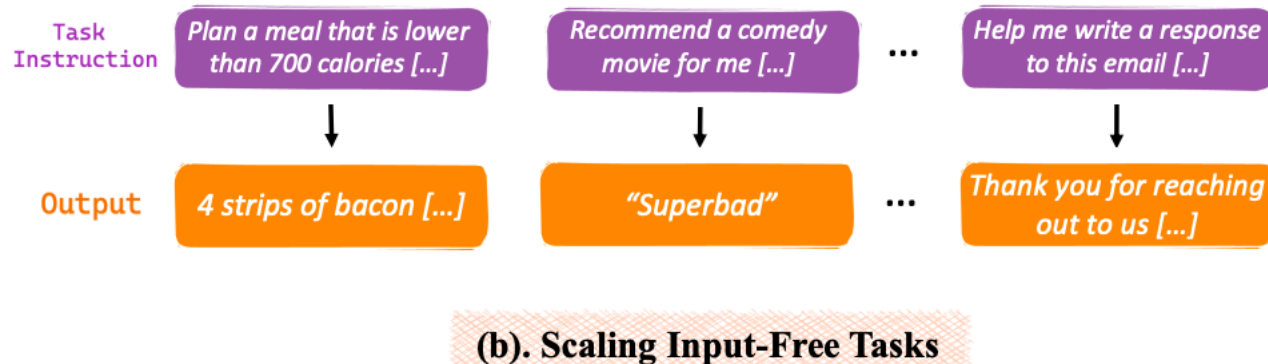 Task
Instruction
Plan a meal that is lower
than 700 calories [...]
Recommend a comedy
movie for me [...]
...
Help me write a response
to this email [...]
Output
4 strips of bacon [...]
“Superbad”
...
Thank you for reaching
out to us [...]
(b). Scaling Input-Free Tasks